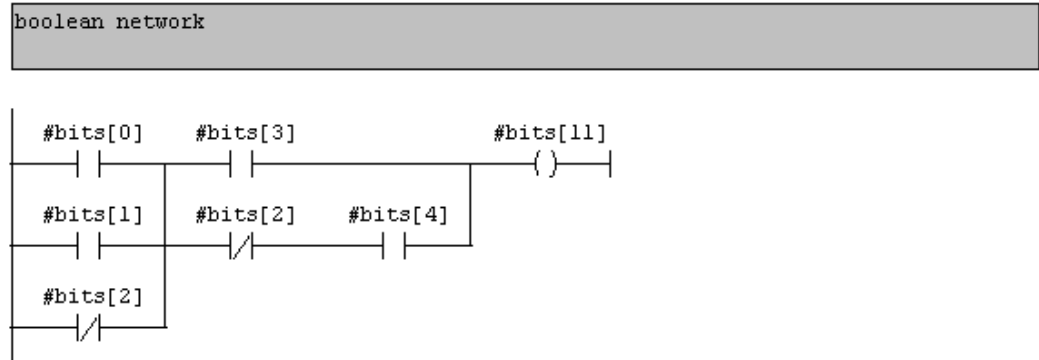 boolean network
#bits[0] #bits[3] #bits[11]
#bits[1] #bits[2] #bits[4]
#bits[2]